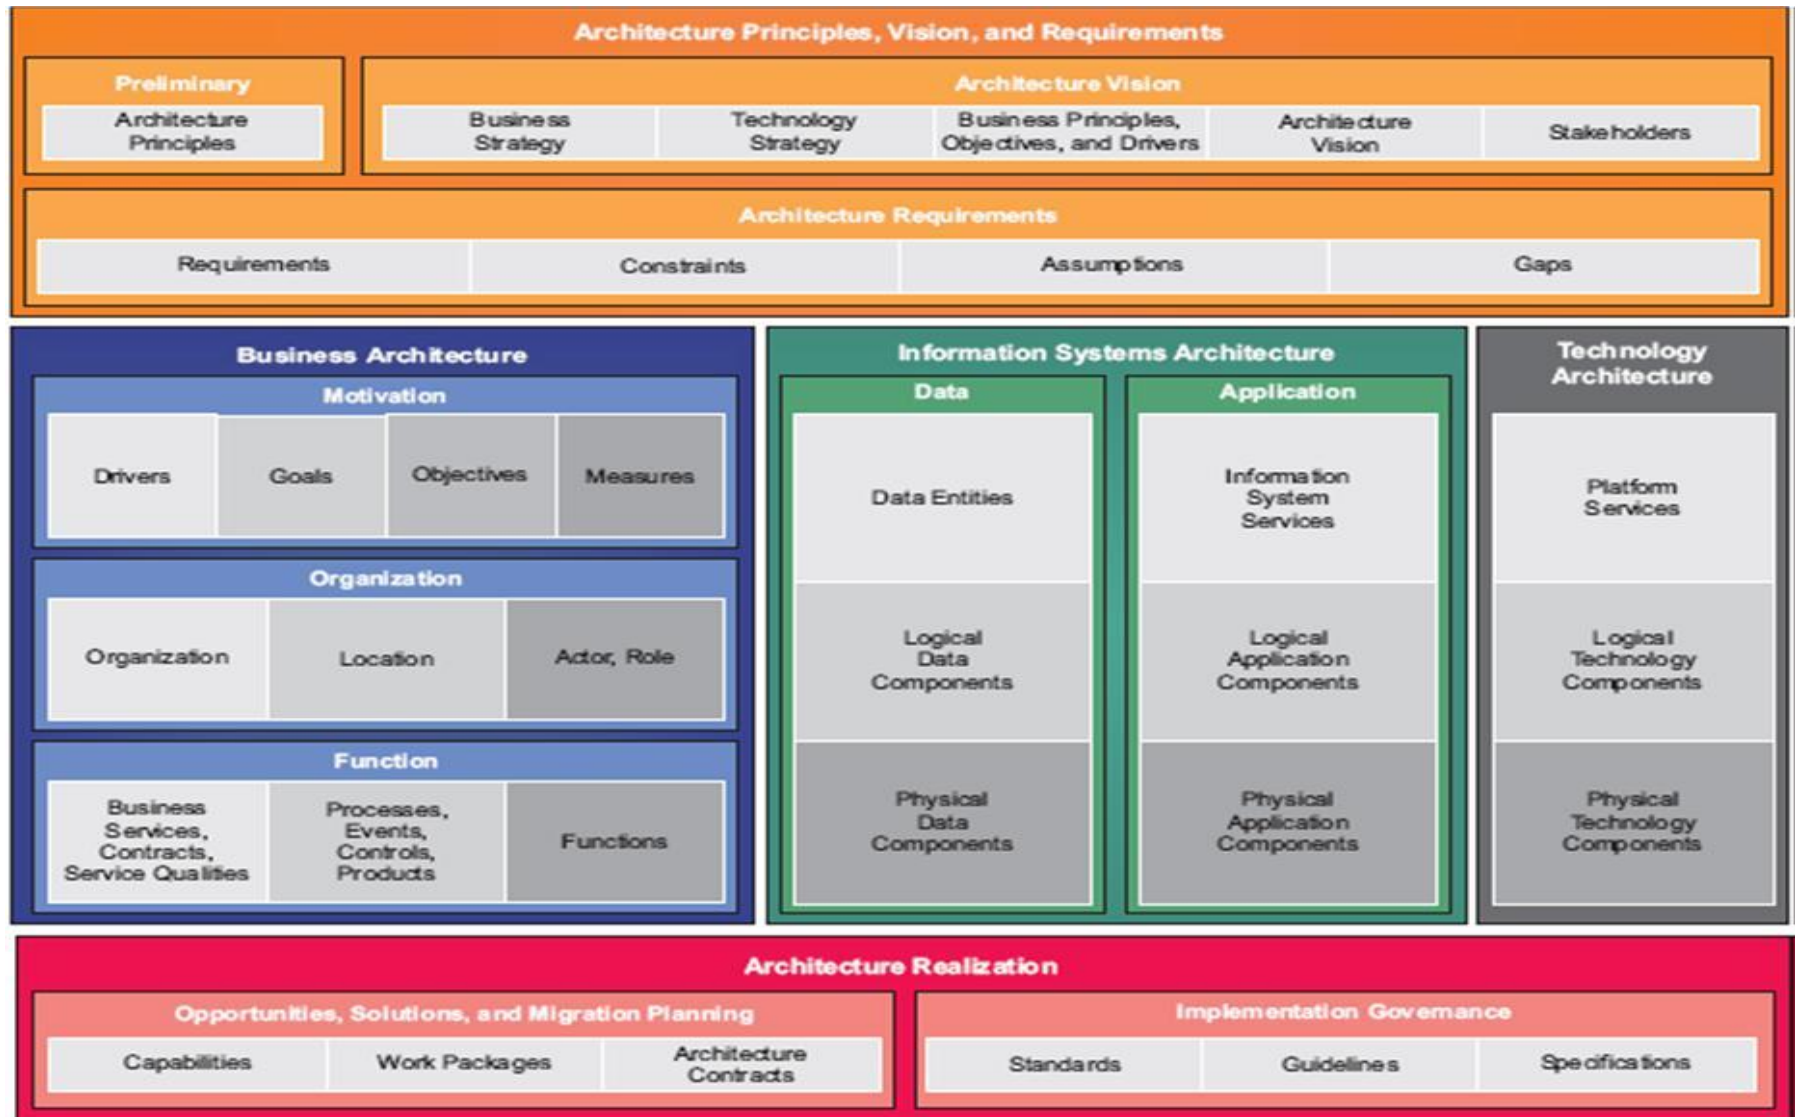 Architecture Principles, Vision, and Requirements
Preliminary
Architecture
Principles
Architecture Vision
Business
Strategy
Technology
Strategy
Business Principles,
Objectives, and Drivers
Architecture
Vision
Stakeholders
Architecture Requirements
Requirements
Constraints
Assumptions
Gaps
Business Architecture
Motivation
Drivers
Goals
Objectives
Measures
Organization
Organization
Location
Actor, Role
Function
Business
Services,
Contracts,
Service Qualities
Processes,
Events,
Controls,
Products
Functions
Information Systems Architecture
Data
Data Entities
Logical
Data
Components
Physical
Data
Components
Application
Information
System
Services
Logical
Application
Components
Physical
Application
Components
Technology
Architecture
Platform
Services
Logical
Technology
Components
Physical
Technology
Components
Architecture Realization
Opportunities, Solutions, and Migration Planning
Capabilities
Work Packages
Architecture
Contracts
Implementation Governance
Standards
Guidelines
Specifications